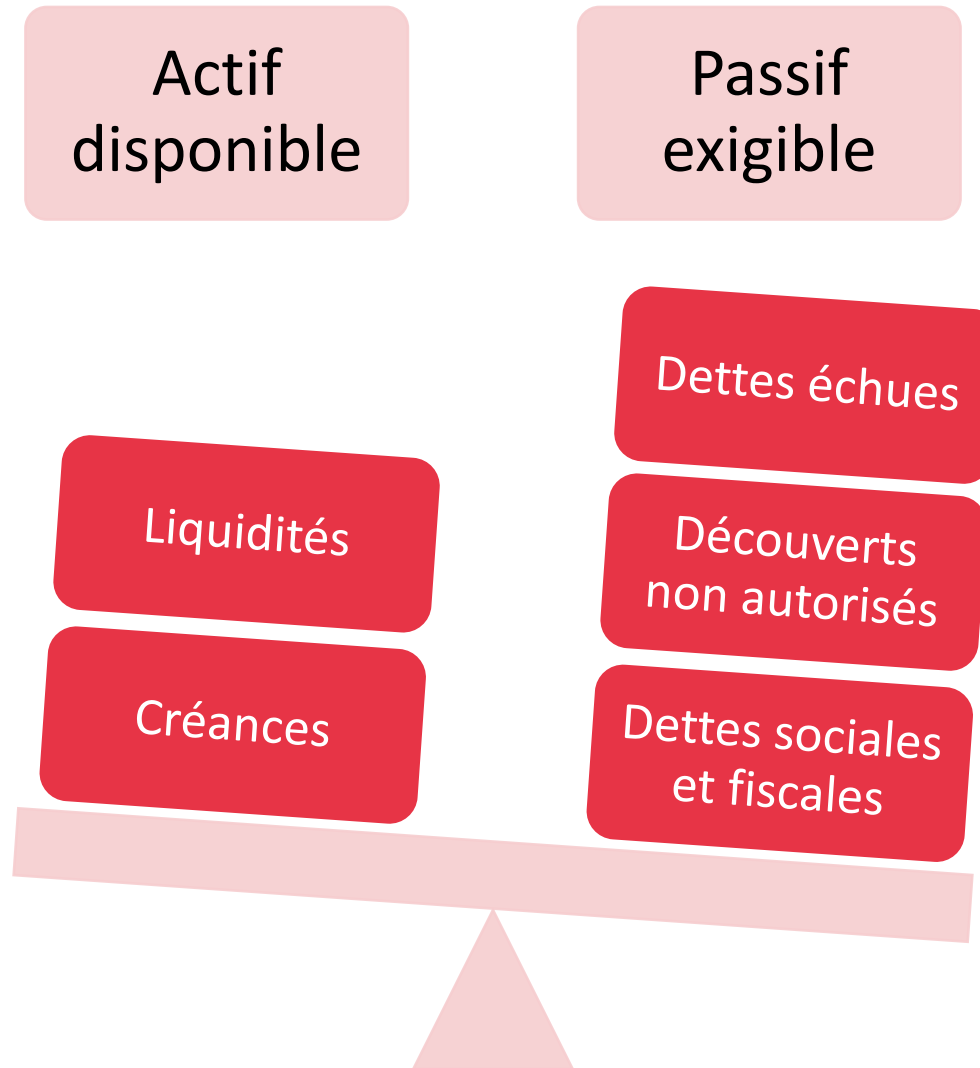 Actif
disponible
Passif
exigible
Liquidités
Créances
Dettes échues
Découverts
non autorisés
Dettes sociales
et fiscales